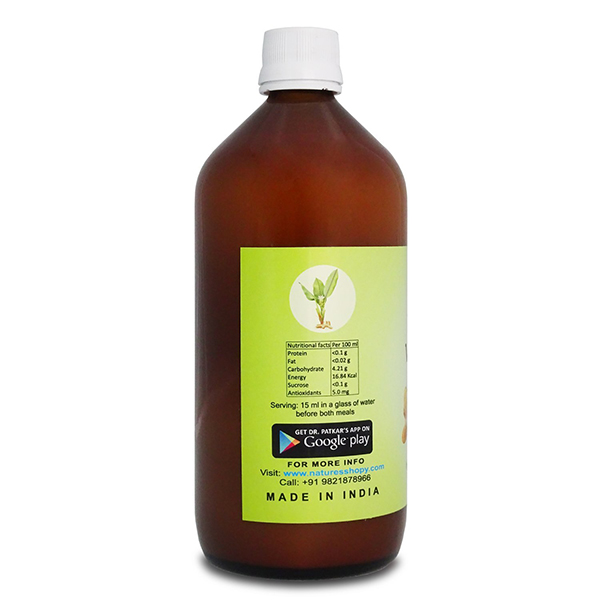 Nutritional facts Per 100 ml
Protein <0.1 g
Fat <0.02 g
Carbohydrate 4.21 g
Energy 16.84 Kcal
Sucrose <0.1 g
Antioxidants 5.0 mg
Serving: 15 ml in a glass of water
before both meals
GET DR. PATKAR'S APP ON
Google play
FOR MORE INFO
Visit: www.naturesshopy.com
Call: +91 9821878966
MADE IN INDIA